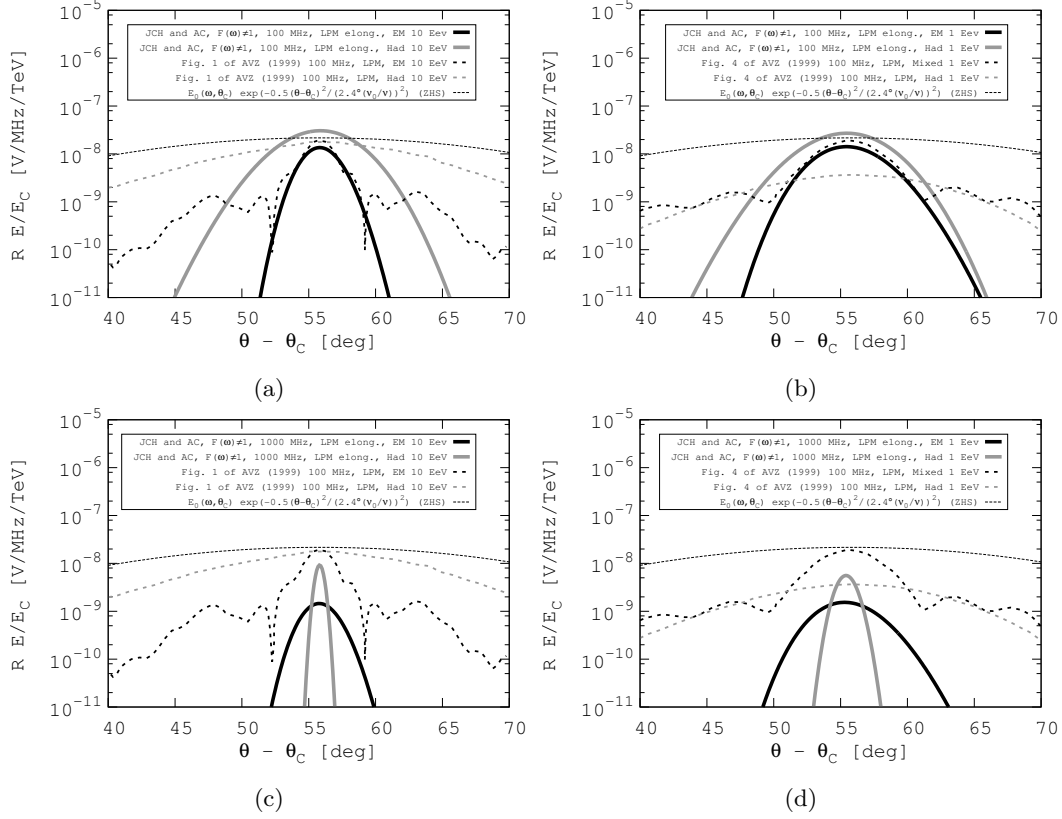 10⁻⁵
10⁻⁶
10⁻⁷
10⁻⁸
10⁻⁹
10⁻¹⁰
10⁻¹¹
R E/E_C [V/MHz/TeV]
JCH and AC, F(ω)≠1, 100 MHz, LPM elong., EM 10 Eev
JCH and AC, F(ω)≠1, 100 MHz, LPM elong., Had 10 EeV
Fig. 1 of AVZ (1999) 100 MHz, LPM, EM 10 EeV
Fig. 1 of AVZ (1999) 100 MHz, LPM, Had 10 EeV
E₀(ω,θ_C) exp(-0.5(θ-θ_C)²/(2.4°(ν₀/ν))²) (ZHS)
40 45 50 55 60 65 70
θ - θ_C [deg]
(a)
10⁻⁵
10⁻⁶
10⁻⁷
10⁻⁸
10⁻⁹
10⁻¹⁰
10⁻¹¹
R E/E_C [V/MHz/TeV]
JCH and AC, F(ω)≠1, 100 MHz, LPM elong., EM 1 Eev
JCH and AC, F(ω)≠1, 100 MHz, LPM elong., Had 1 EeV
Fig. 4 of AVZ (1999) 100 MHz, LPM, Mixed 1 EeV
Fig. 4 of AVZ (1999) 100 MHz, LPM, Had 1 EeV
E₀(ω,θ_C) exp(-0.5(θ-θ_C)²/(2.4°(ν₀/ν))²) (ZHS)
40 45 50 55 60 65 70
θ - θ_C [deg]
(b)
10⁻⁵
10⁻⁶
10⁻⁷
10⁻⁸
10⁻⁹
10⁻¹⁰
10⁻¹¹
R E/E_C [V/MHz/TeV]
JCH and AC, F(ω)≠1, 1000 MHz, LPM elong., EM 10 Eev
JCH and AC, F(ω)≠1, 1000 MHz, LPM elong., Had 10 EeV
Fig. 1 of AVZ (1999) 100 MHz, LPM, EM 10 EeV
Fig. 1 of AVZ (1999) 100 MHz, LPM, Had 10 EeV
E₀(ω,θ_C) exp(-0.5(θ-θ_C)²/(2.4°(ν₀/ν))²) (ZHS)
40 45 50 55 60 65 70
θ - θ_C [deg]
(c)
10⁻⁵
10⁻⁶
10⁻⁷
10⁻⁸
10⁻⁹
10⁻¹⁰
10⁻¹¹
R E/E_C [V/MHz/TeV]
JCH and AC, F(ω)≠1, 1000 MHz, LPM elong., EM 1 Eev
JCH and AC, F(ω)≠1, 1000 MHz, LPM elong., Had 1 EeV
Fig. 4 of AVZ (1999) 100 MHz, LPM, Mixed 1 EeV
Fig. 4 of AVZ (1999) 100 MHz, LPM, Had 1 EeV
E₀(ω,θ_C) exp(-0.5(θ-θ_C)²/(2.4°(ν₀/ν))²) (ZHS)
40 45 50 55 60 65 70
θ - θ_C [deg]
(d)